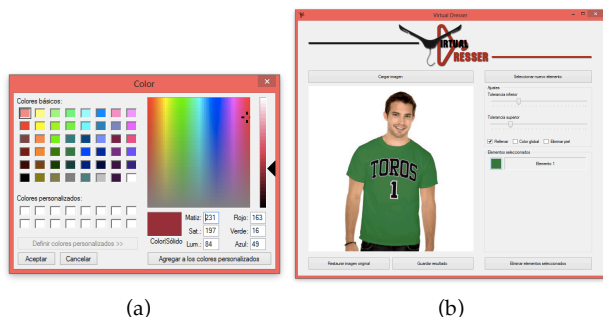 Color
Colores básicos:
Colores personalizados:
Definir colores personalizados >>
Aceptar
Cancelar
Color|Sólido
Matiz: 231
Sat.: 197
Lum.: 84
Rojo: 163
Verde: 16
Azul: 49
Agregar a los colores personalizados
(a)
Virtual Dresser
VIRTUAL
DRESSER
Cargar imagen
Seleccionar nuevo elemento
Ajustes
Tolerancia inferior
Tolerancia superior
Rellenar
Color global
Eliminar piel
Elementos seleccionados
Elemento 1
TOROS
1
Restaurar imagen original
Guardar resultado
Eliminar elementos seleccionados
(b)